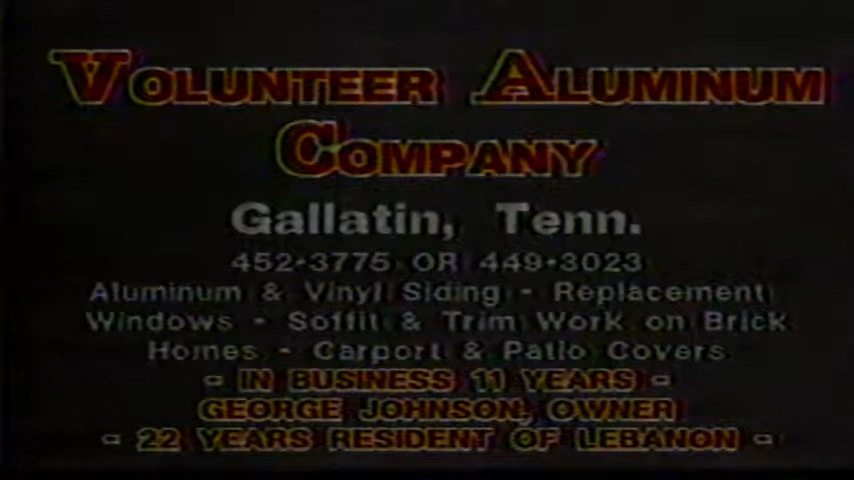 VOLUNTEER ALUMINUM
COMPANY
Gallatin, Tenn.
452-3775 OR 449-3023
Aluminum & Vinyl Siding - Replacement
Windows - Soffit & Trim Work on Brick
Homes - Carport & Patio Covers
- IN BUSINESS 11 YEARS -
GEORGE JOHNSON, OWNER
- 22 YEARS RESIDENT OF LEBANON -